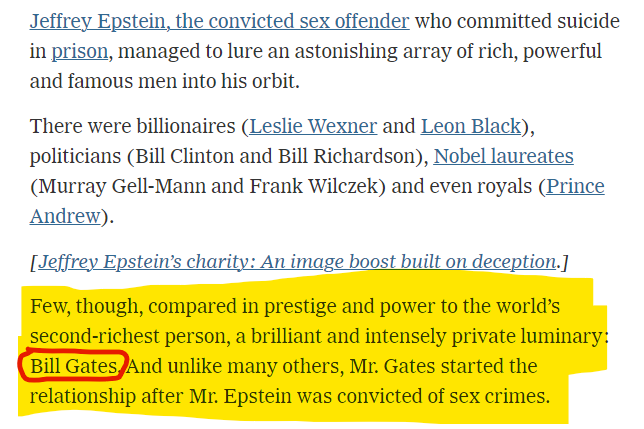 Jeffrey Epstein, the convicted sex offender who committed suicide
in prison, managed to lure an astonishing array of rich, powerful
and famous men into his orbit.
There were billionaires (Leslie Wexner and Leon Black),
politicians (Bill Clinton and Bill Richardson), Nobel laureates
(Murray Gell-Mann and Frank Wilczek) and even royals (Prince
Andrew).
[Jeffrey Epstein’s charity: An image boost built on deception.]
Few, though, compared in prestige and power to the world’s
second-richest person, a brilliant and intensely private luminary:
Bill Gates. And unlike many others, Mr. Gates started the
relationship after Mr. Epstein was convicted of sex crimes.